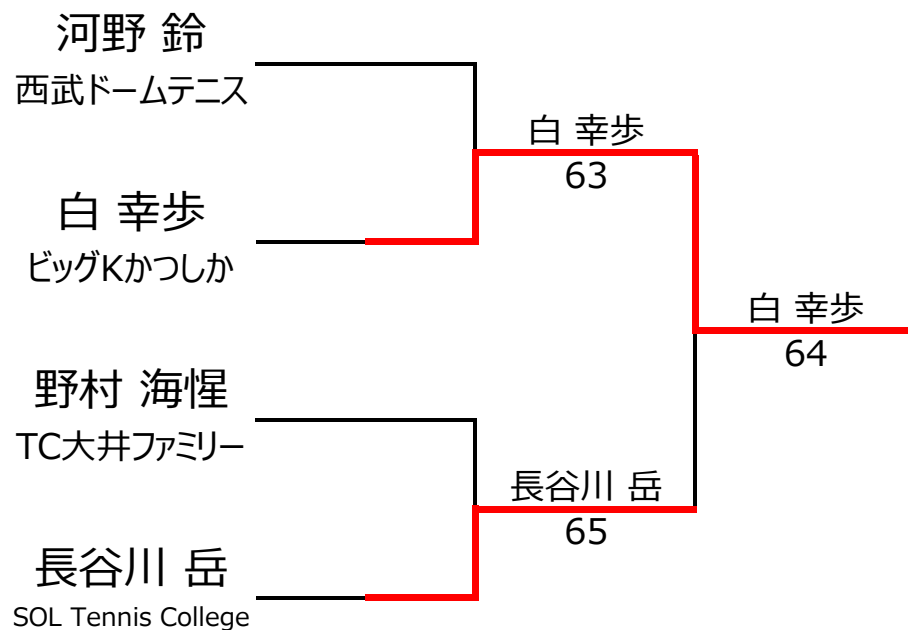 河野 鈴
西武ドームテニス
白 幸歩
ビッグKかつしか
野村 海惺
TC大井ファミリー
長谷川 岳
SOL Tennis College
白 幸歩
63
長谷川 岳
65
白 幸歩
64